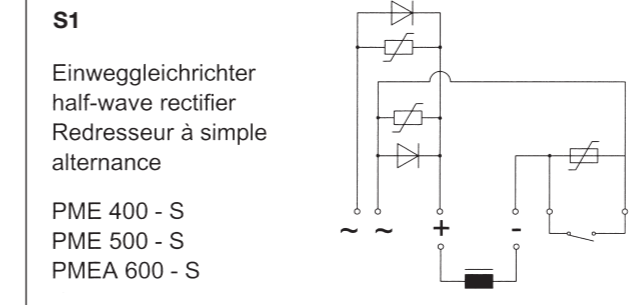 S1
Einweggleichrichter
half-wave rectifier
Redresseur à simple
alternance
PME 400 - S
PME 500 - S
PMEA 600 - S
~ ~ + -